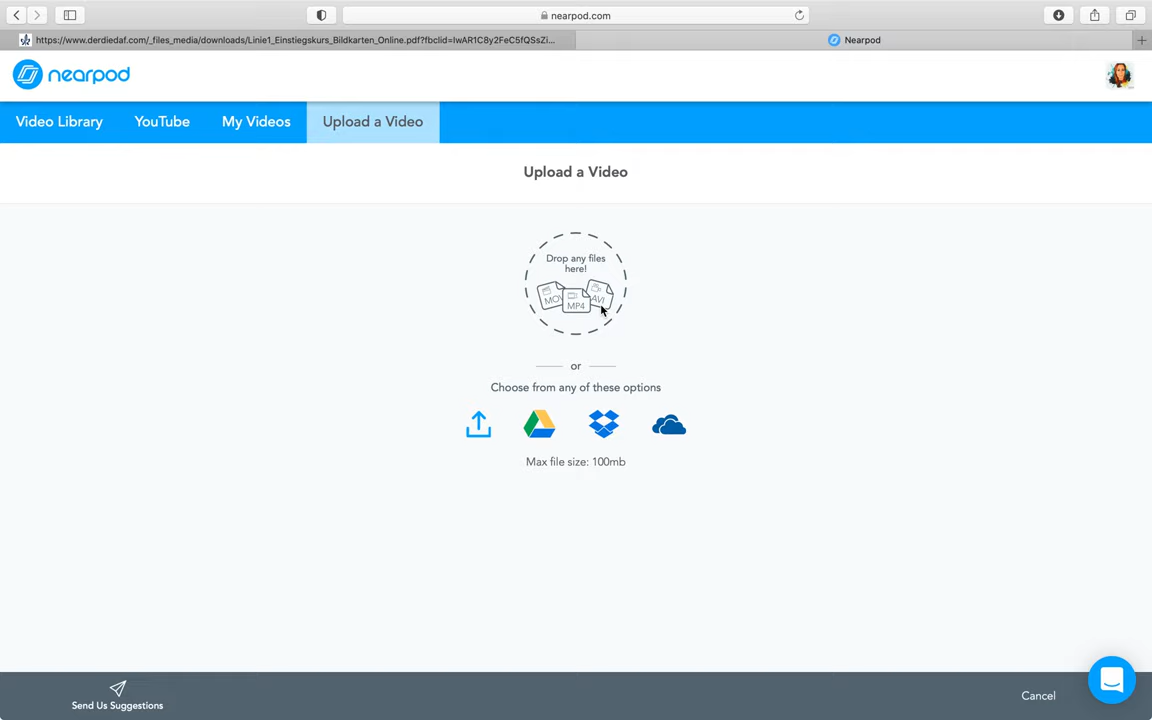 nearpod.com
https://www.derdiedaf.com/_files_media/downloads/Linie1_Einstiegskurs_Bildkarten_Online.pdf?fbclid=IwAR1C8y2FeC5fQSsZi...
Nearpod
nearpod
Video Library
YouTube
My Videos
Upload a Video
Upload a Video
Drop any files
here!
MOV
MP4
AVI
or
Choose from any of these options
Max file size: 100mb
Send Us Suggestions
Cancel